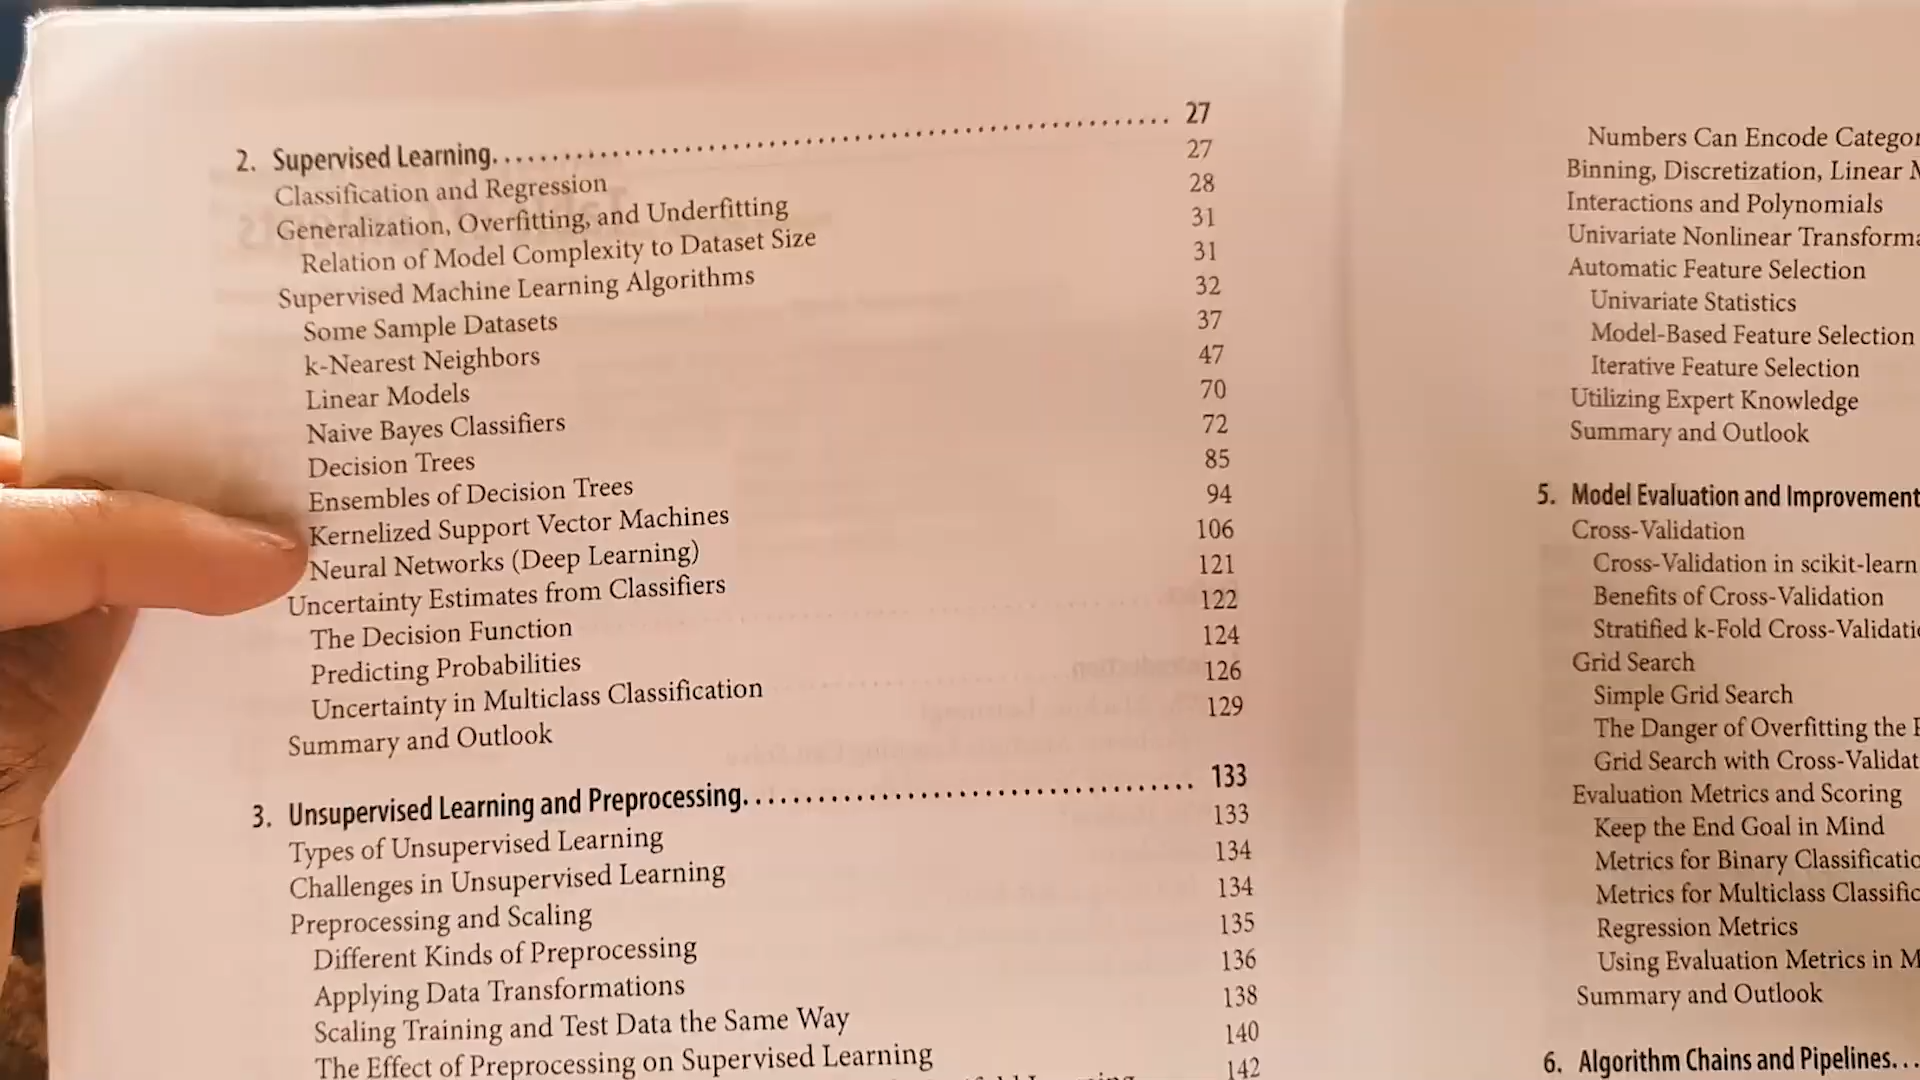 2. Supervised Learning. . . . . . . . . . . . . . . . . . . . . . . . . . . . . . . . . . . . . . . . . . . . . . . . 27
Classification and Regression 27
Generalization, Overfitting, and Underfitting 28
Relation of Model Complexity to Dataset Size 31
Supervised Machine Learning Algorithms 31
Some Sample Datasets 32
k-Nearest Neighbors 37
Linear Models 47
Naive Bayes Classifiers 70
Decision Trees 72
Ensembles of Decision Trees 85
Kernelized Support Vector Machines 94
Neural Networks (Deep Learning) 106
Uncertainty Estimates from Classifiers 121
The Decision Function 122
Predicting Probabilities 124
Uncertainty in Multiclass Classification 126
Summary and Outlook 129
3. Unsupervised Learning and Preprocessing. . . . . . . . . . . . . . . . . . . . . . . . . . . . . . . 133
Types of Unsupervised Learning 133
Challenges in Unsupervised Learning 134
Preprocessing and Scaling 134
Different Kinds of Preprocessing 135
Applying Data Transformations 136
Scaling Training and Test Data the Same Way 138
The Effect of Preprocessing on Supervised Learning 140
142
Numbers Can Encode Categor
Binning, Discretization, Linear
Interactions and Polynomials
Univariate Nonlinear Transforma
Automatic Feature Selection
Univariate Statistics
Model-Based Feature Selection
Iterative Feature Selection
Utilizing Expert Knowledge
Summary and Outlook
5. Model Evaluation and Improvement
Cross-Validation
Cross-Validation in scikit-learn
Benefits of Cross-Validation
Stratified k-Fold Cross-Validati
Grid Search
Simple Grid Search
The Danger of Overfitting the
Grid Search with Cross-Validat
Evaluation Metrics and Scoring
Keep the End Goal in Mind
Metrics for Binary Classificatio
Metrics for Multiclass Classific
Regression Metrics
Using Evaluation Metrics in M
Summary and Outlook
6. Algorithm Chains and Pipelines. . .